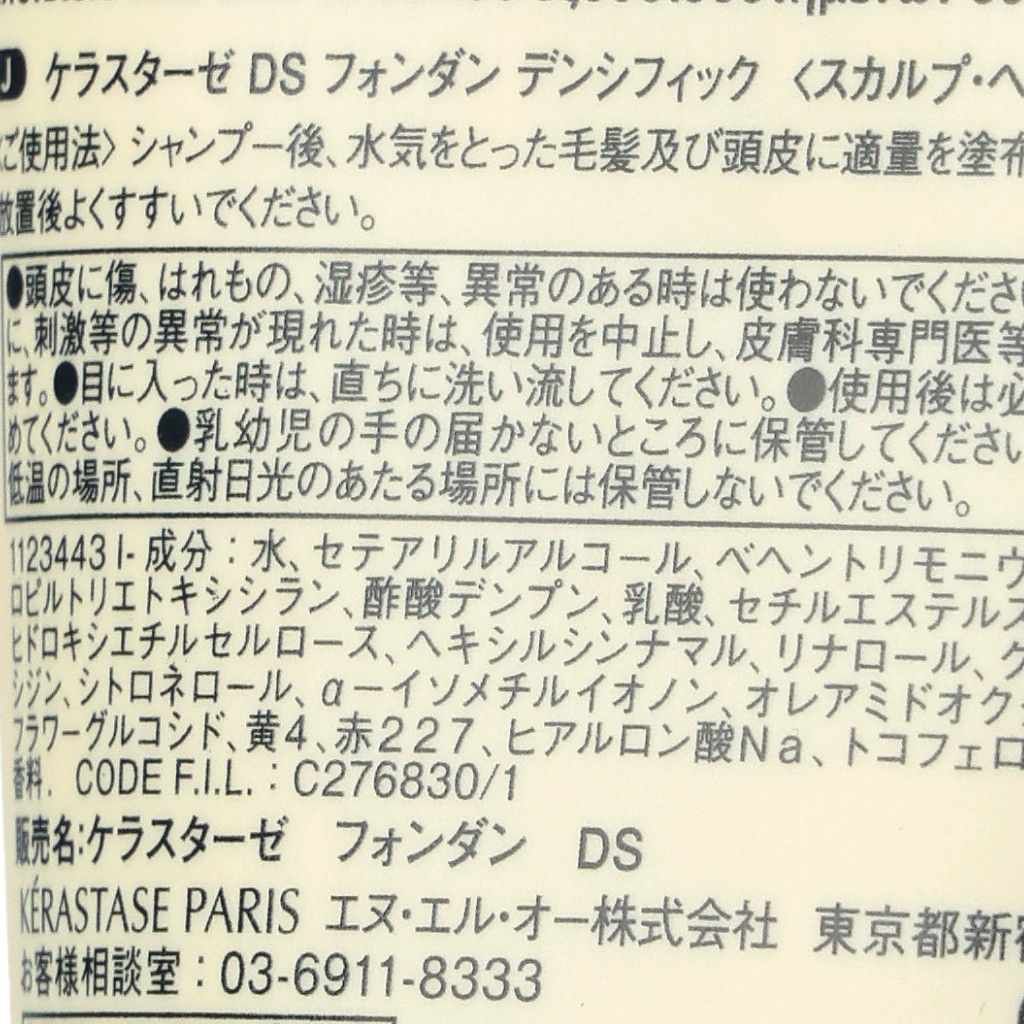 J ケラスターゼ DS フォンダン デンシフィック 〈スカルプ・ヘ
ご使用法〉シャンプー後、水気をとった毛髪及び頭皮に適量を塗布
放置後よくすすいでください。
●頭皮に傷、はれもの、湿疹等、異常のある時は使わないでくださ
に、刺激等の異常が現れた時は、使用を中止し、皮膚科専門医等
ます。●目に入った時は、直ちに洗い流してください。●使用後は必
めてください。●乳幼児の手の届かないところに保管してください
低温の場所、直射日光のあたる場所には保管しないでください。
1123443 I- 成分：水、セテアリルアルコール、ベヘントリモニウ
ロピルトリエトキシシラン、酢酸デンプン、乳酸、セチルエステルズ
ヒドロキシエチルセルロース、ヘキシルシンナマル、リナロール、グ
シジン、シトロネロール、α－イソメチルイオノン、オレアミドオク
フラワーグルコシド、黄４、赤２２７、ヒアルロン酸Ｎａ、トコフェロ
香料. CODE F.I.L.：C276830/1
販売名:ケラスターゼ フォンダン DS
KÉRASTASE PARIS エヌ・エル・オー株式会社 東京都新宿
お客様相談室：03-6911-8333